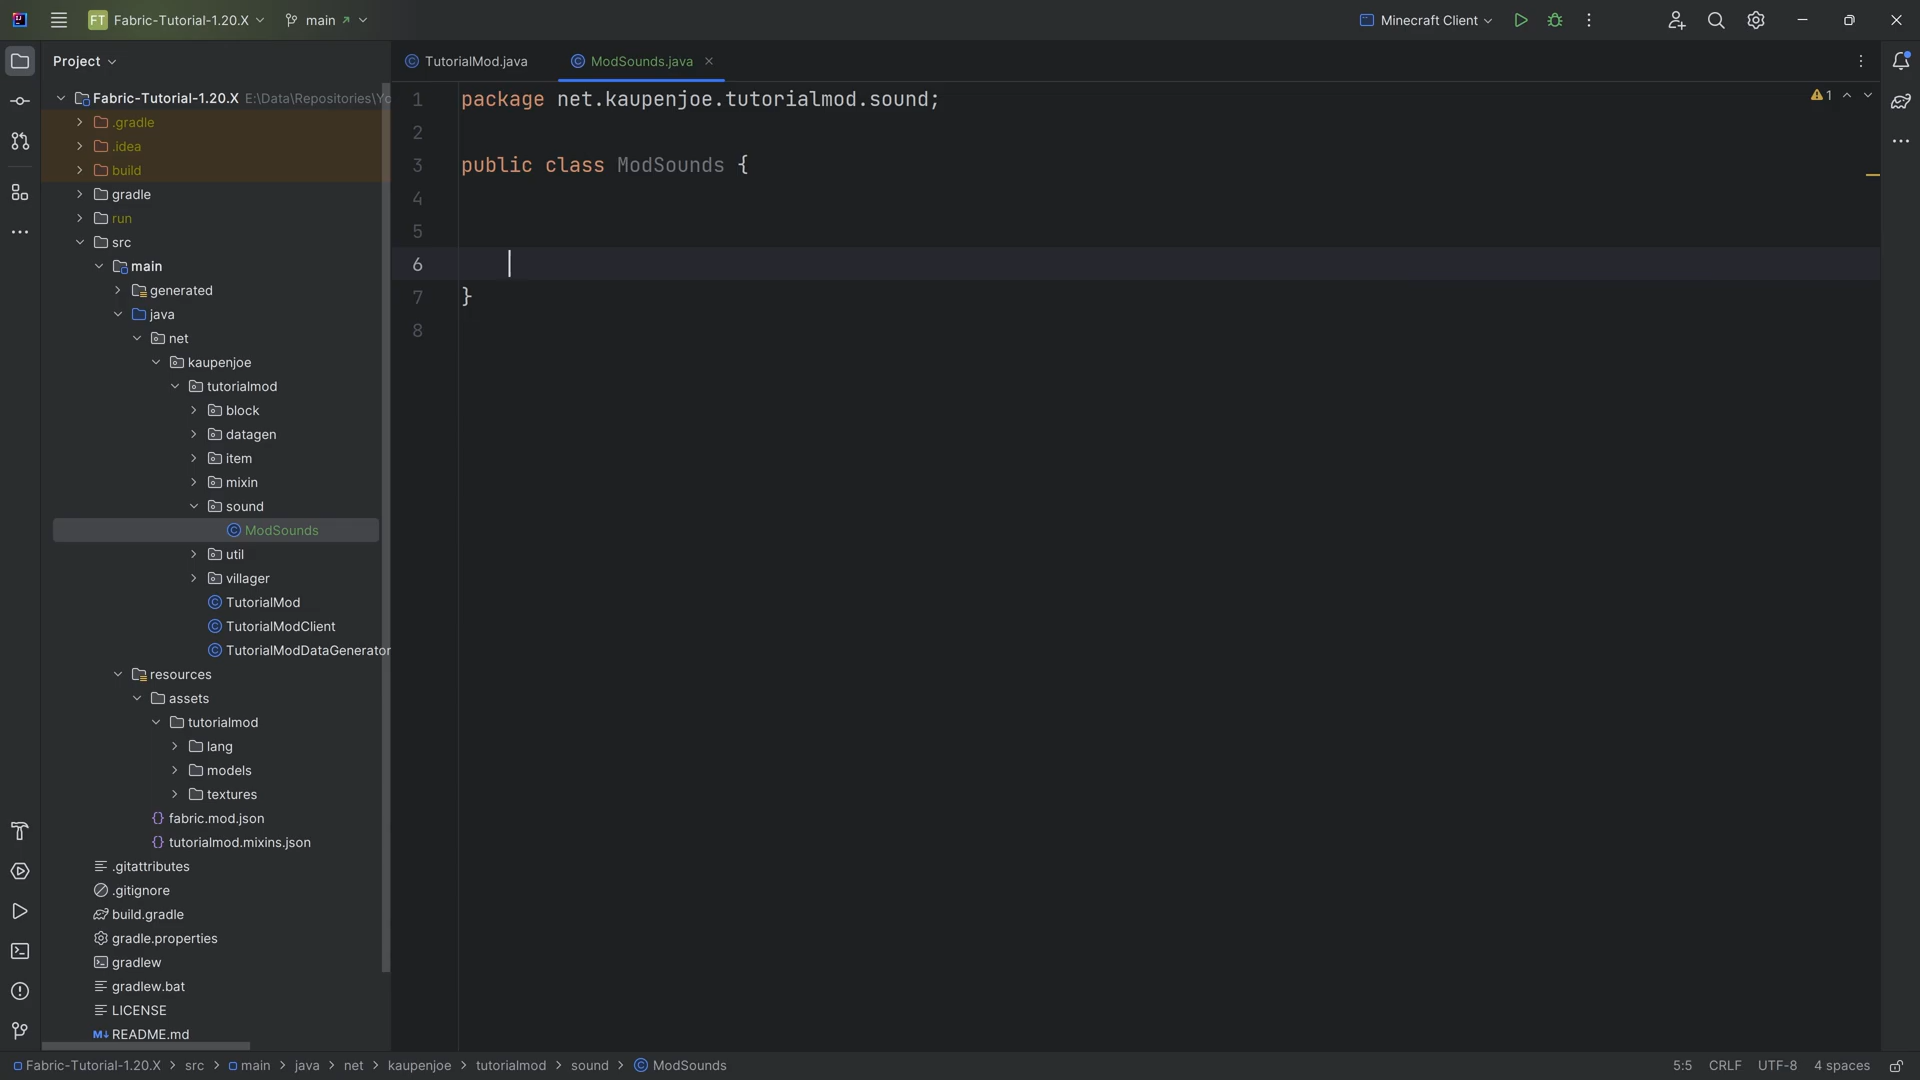 FT Fabric-Tutorial-1.20.X main Minecraft Client
Project
TutorialMod.java ModSounds.java
Fabric-Tutorial-1.20.X E:\Data\Repositories\Yo
.gradle
.idea
build
gradle
run
src
main
generated
java
net
kaupenjoe
tutorialmod
block
datagen
item
mixin
sound
ModSounds
util
villager
TutorialMod
TutorialModClient
TutorialModDataGenerator
resources
assets
tutorialmod
lang
models
textures
fabric.mod.json
tutorialmod.mixins.json
.gitattributes
.gitignore
build.gradle
gradle.properties
gradlew
gradlew.bat
LICENSE
README.md
1 package net.kaupenjoe.tutorialmod.sound;
2
3 public class ModSounds {
4
5
6
7 }
8
1
Fabric-Tutorial-1.20.X > src > main > java > net > kaupenjoe > tutorialmod > sound > ModSounds
5:5 CRLF UTF-8 4 spaces